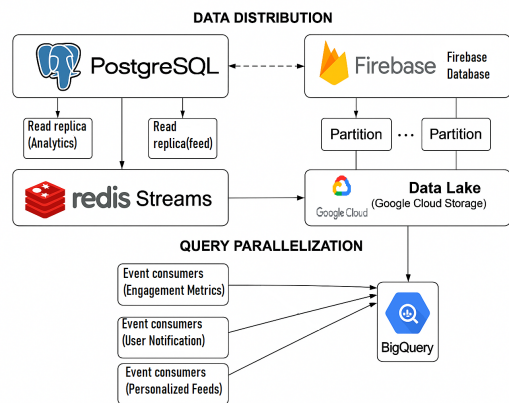 DATA DISTRIBUTION
PostgreSQL
Firebase
Firebase
Database
Read replica
(Analytics)
Read
replica(feed)
Partition
...
Partition
redis Streams
Google Cloud
Data Lake
(Google Cloud Storage)
QUERY PARALLELIZATION
Event consumers
(Engagement Metrics)
Event consumers
(User Notification)
Event consumers
(Personalized Feeds)
BigQuery